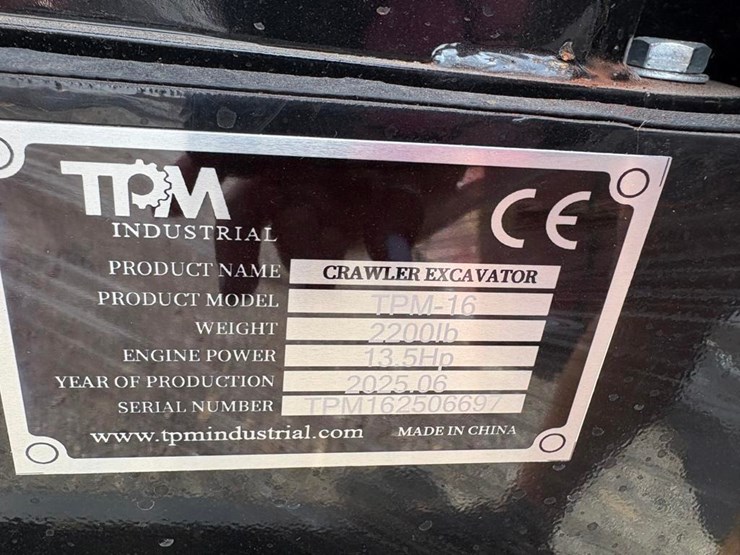 TPM
INDUSTRIAL
CE
PRODUCT NAME CRAWLER EXCAVATOR
PRODUCT MODEL TPM-16
WEIGHT 2200lb
ENGINE POWER 13.5Hp
YEAR OF PRODUCTION 2025.06
SERIAL NUMBER TPM162506697
www.tpmindustrial.com MADE IN CHINA